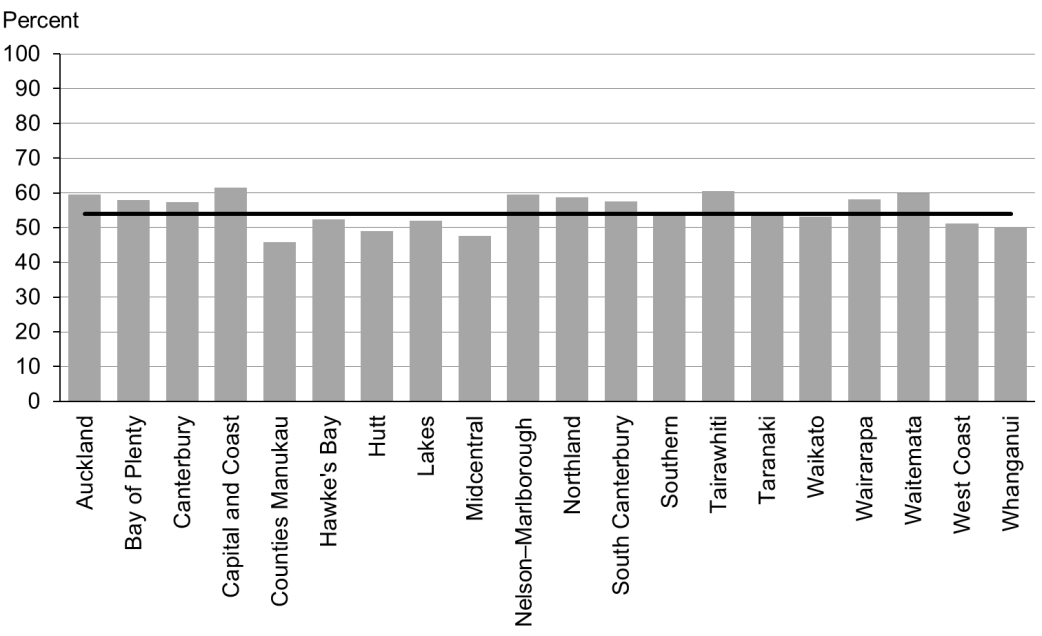 Percent
100
90
80
70
60
50
40
30
20
10
0
Auckland
Bay of Plenty
Canterbury
Capital and Coast
Counties Manukau
Hawke's Bay
Hutt
Lakes
Midcentral
Nelson–Marlborough
Northland
South Canterbury
Southern
Tairawhiti
Taranaki
Waikato
Wairarapa
Waitemata
West Coast
Whanganui